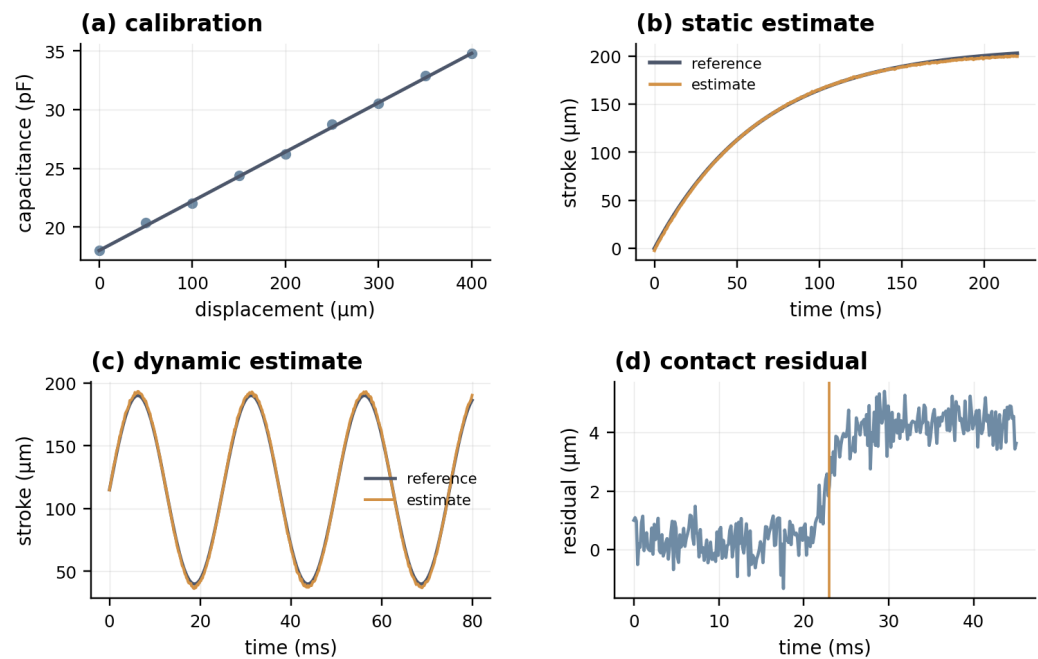 (a) calibration
35
30
25
20
capacitance (pF)
0
100
200
300
400
displacement (μm)
(b) static estimate
200
150
100
50
0
stroke (μm)
reference
estimate
0
50
100
150
200
time (ms)
(c) dynamic estimate
200
150
100
50
stroke (μm)
reference
estimate
0
20
40
60
80
time (ms)
(d) contact residual
4
2
0
residual (μm)
0
10
20
30
40
time (ms)